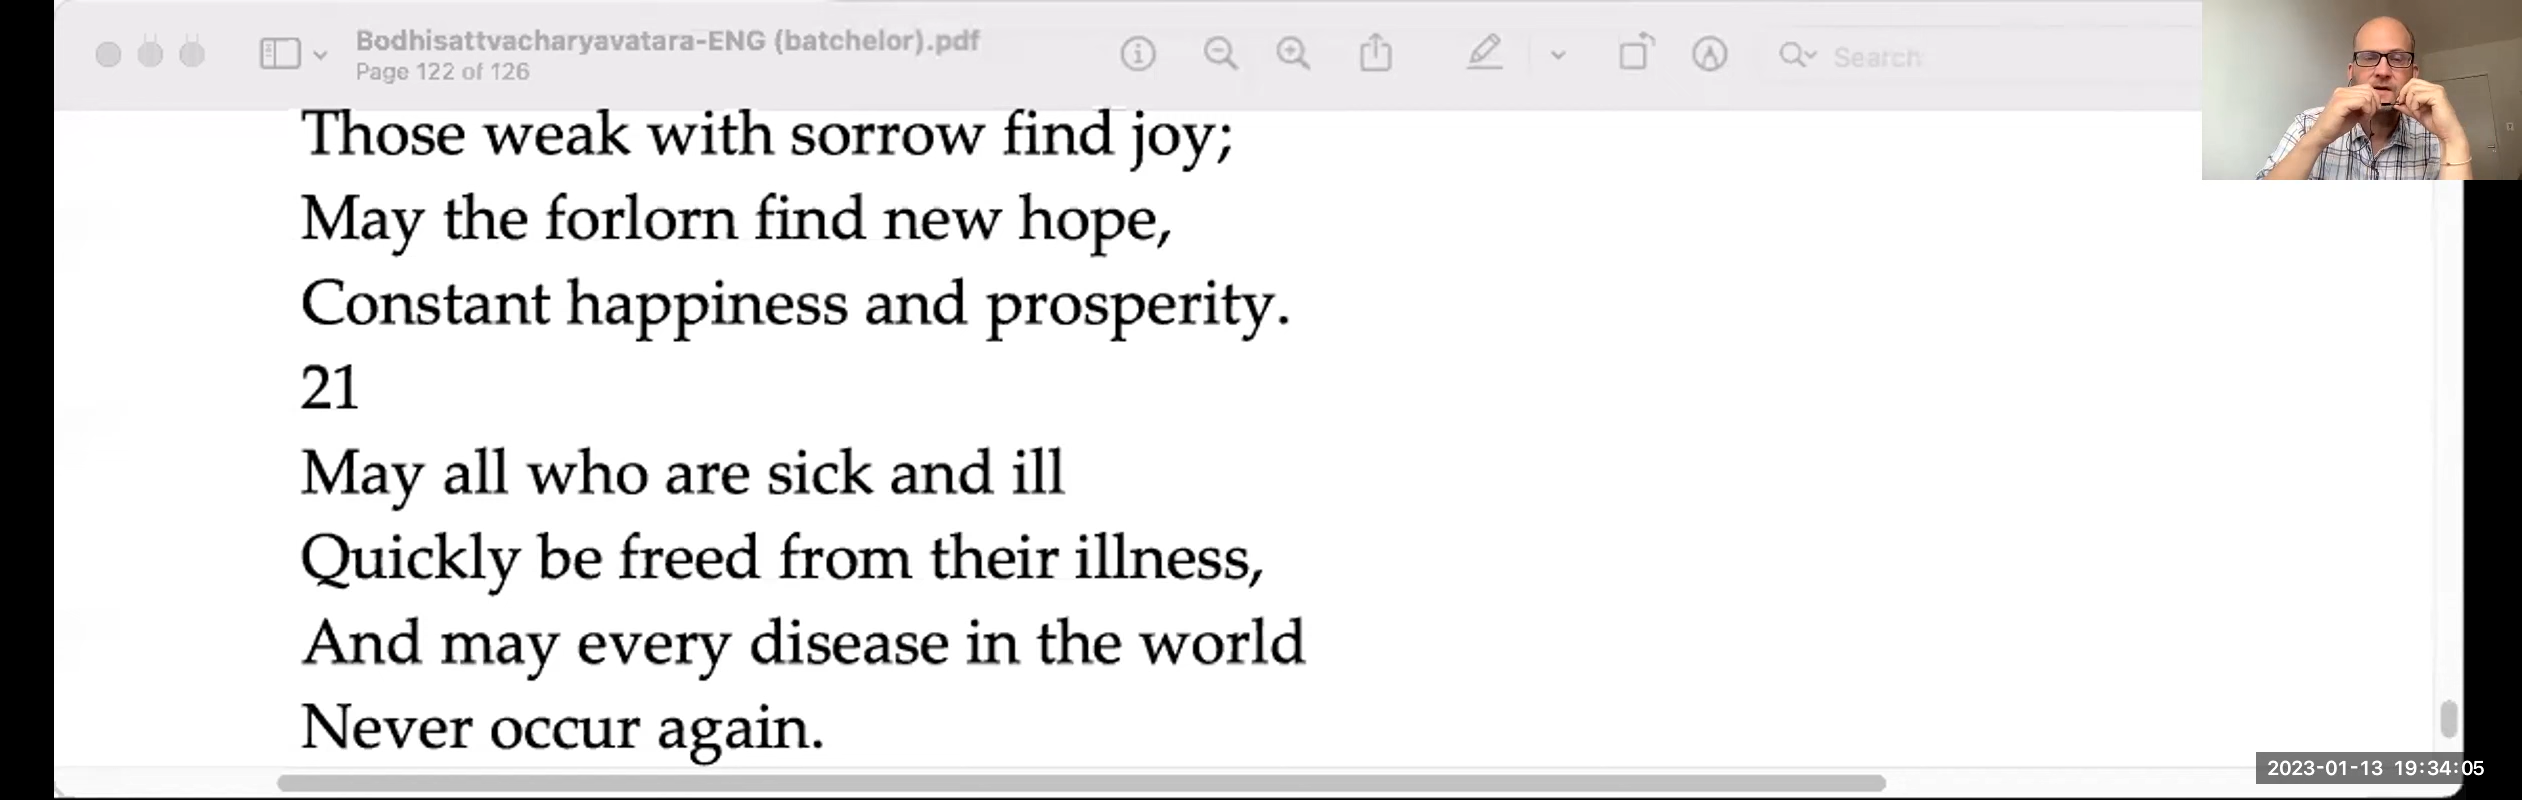 Bodhisattvacharyavatara-ENG (batchelor).pdf
Page 122 of 126
Search
Those weak with sorrow find joy;
May the forlorn find new hope,
Constant happiness and prosperity.
21
May all who are sick and ill
Quickly be freed from their illness,
And may every disease in the world
Never occur again.
2023-01-13 19:34:05